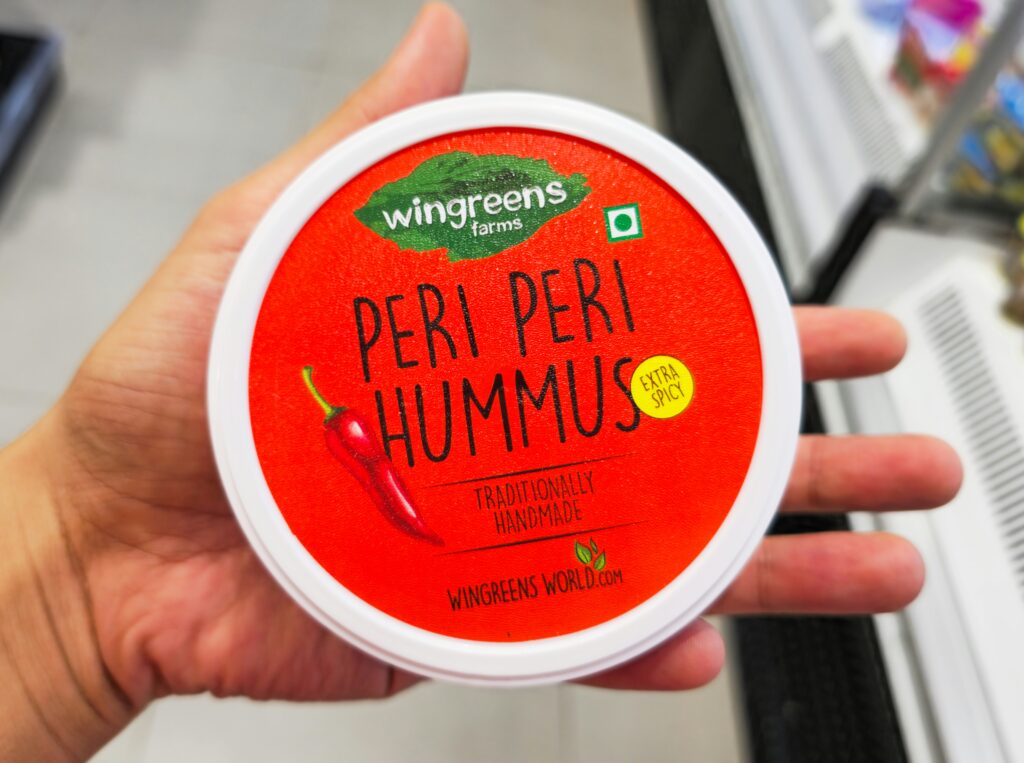 wingreens
farms
PERI PERI
HUMMUS
EXTRA
SPICY
TRADITIONALLY
HANDMADE
WINGREENS WORLD.COM